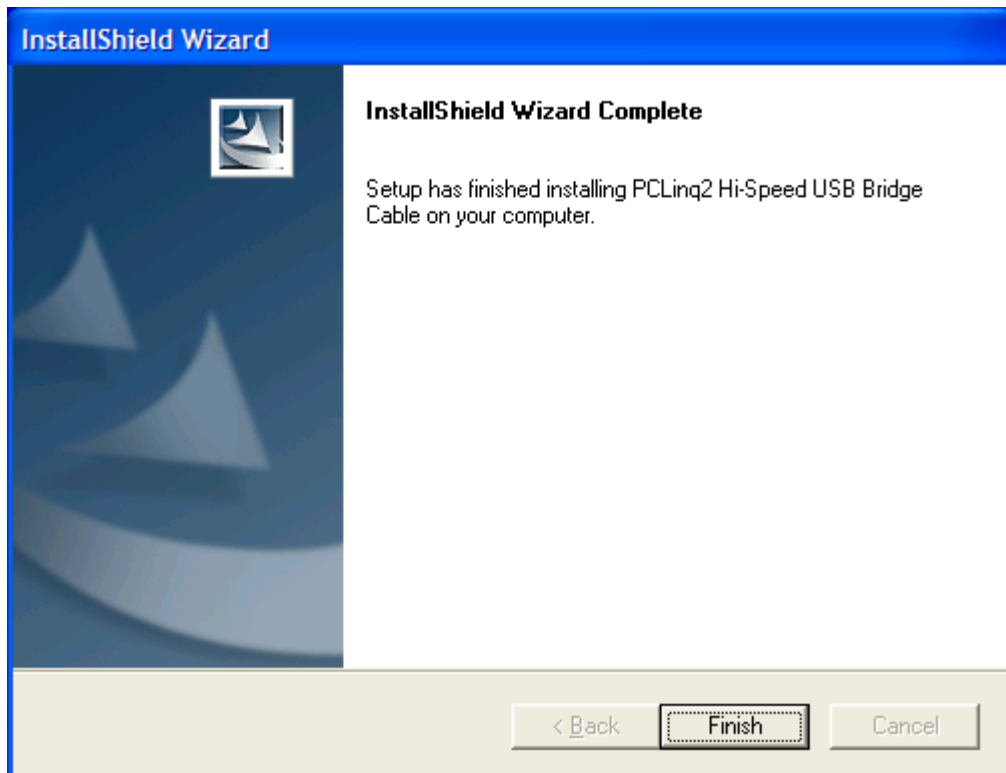 InstallShield Wizard
InstallShield Wizard Complete
Setup has finished installing PCLinq2 Hi-Speed USB Bridge
Cable on your computer.
< Back Finish Cancel